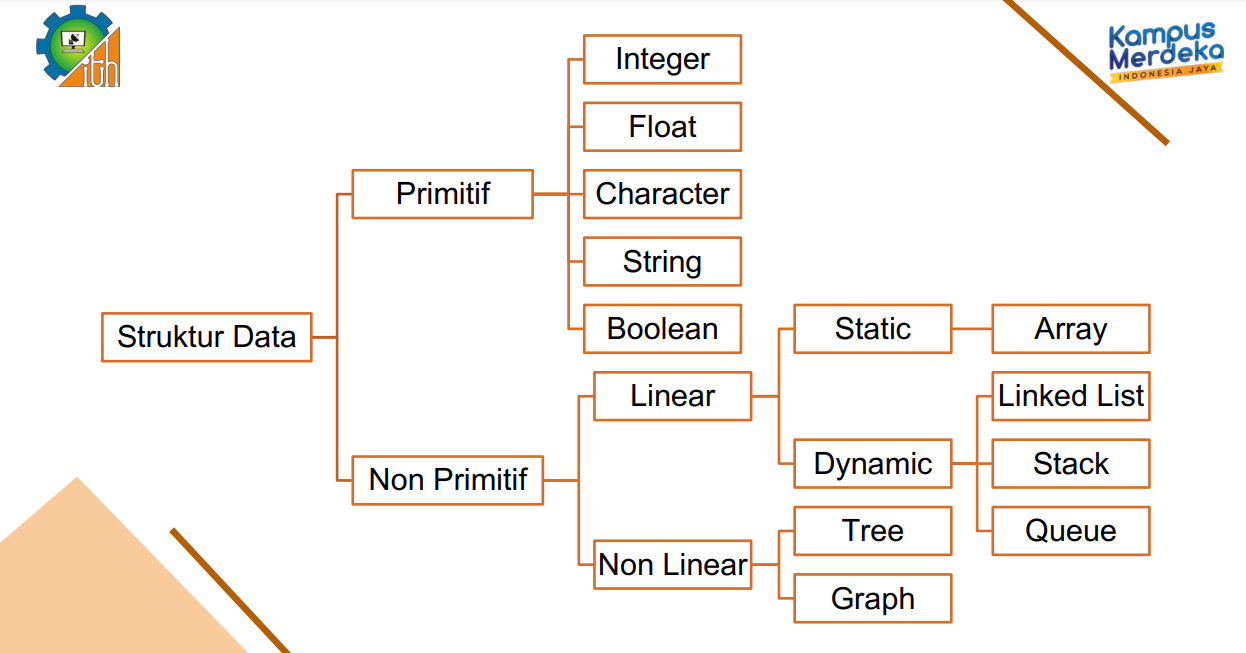 ith
Kampus
Merdeka
INDONESIA JAYA
Integer
Float
Primitif
Character
String
Struktur Data
Boolean
Static
Array
Linear
Linked List
Non Primitif
Dynamic
Stack
Tree
Queue
Non Linear
Graph